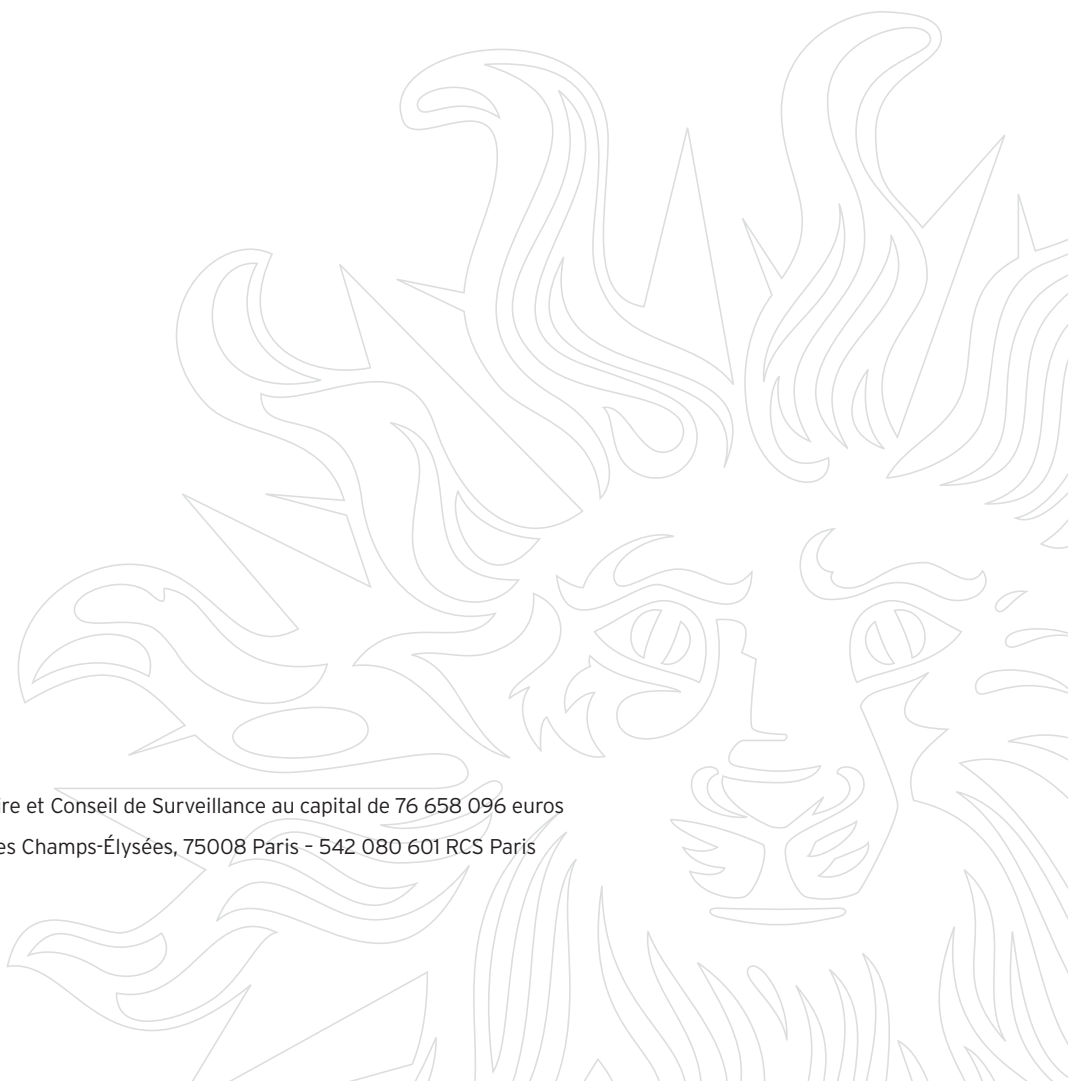 ire et Conseil de Surveillance au capital de 76 658 096 euros
es Champs-Élysées, 75008 Paris – 542 080 601 RCS Paris